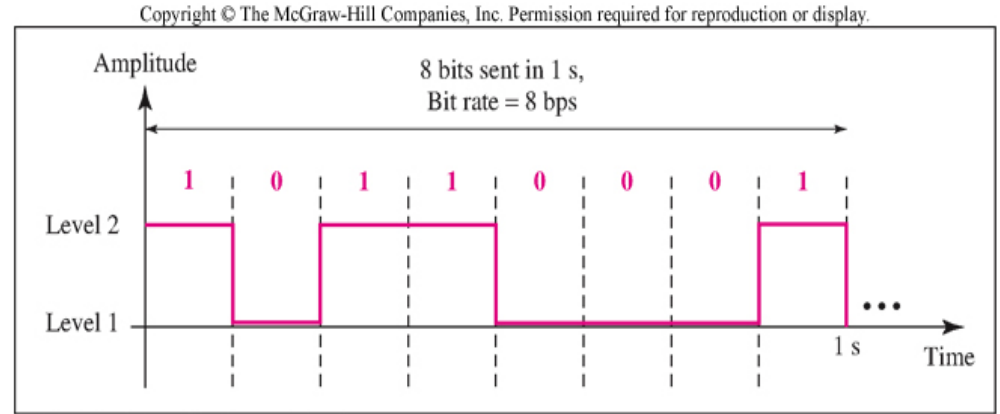 Copyright © The McGraw-Hill Companies, Inc. Permission required for reproduction or display.
Amplitude
8 bits sent in 1 s,
Bit rate = 8 bps
1 0 1 1 0 0 0 1
Level 2
Level 1
•••
1 s
Time